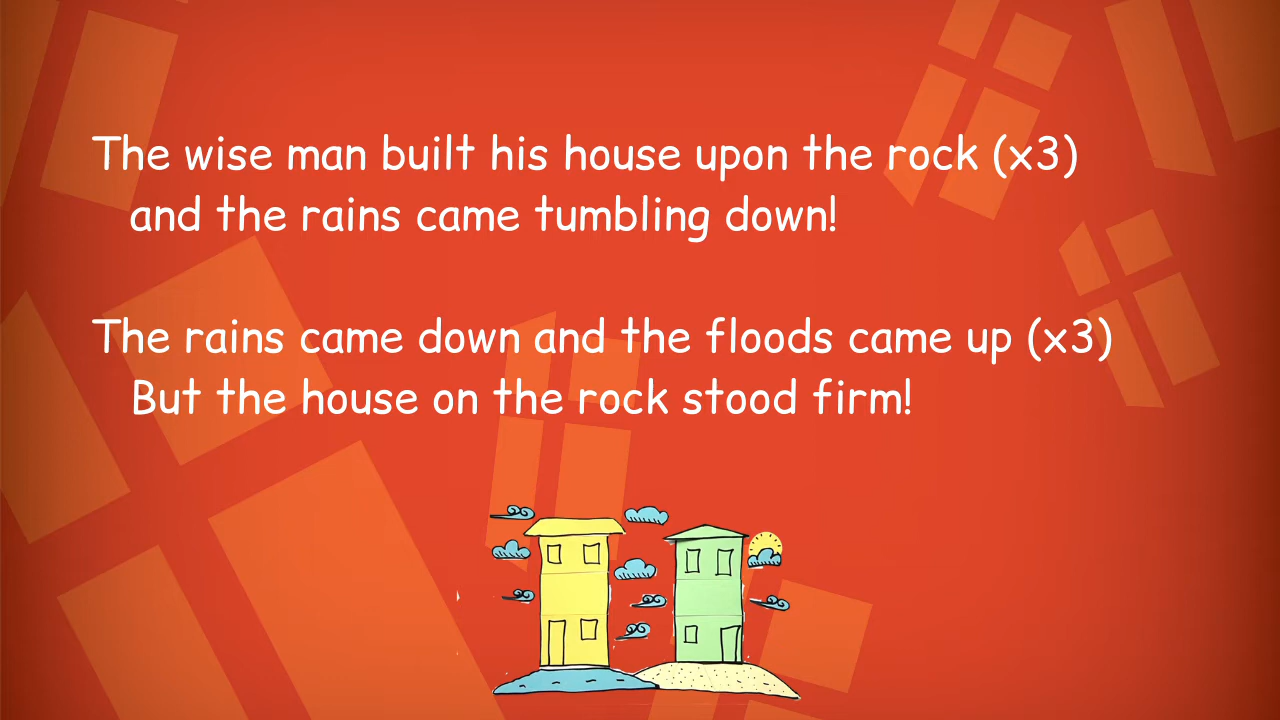 The wise man built his house upon the rock (x3)
and the rains came tumbling down!
The rains came down and the floods came up (x3)
But the house on the rock stood firm!